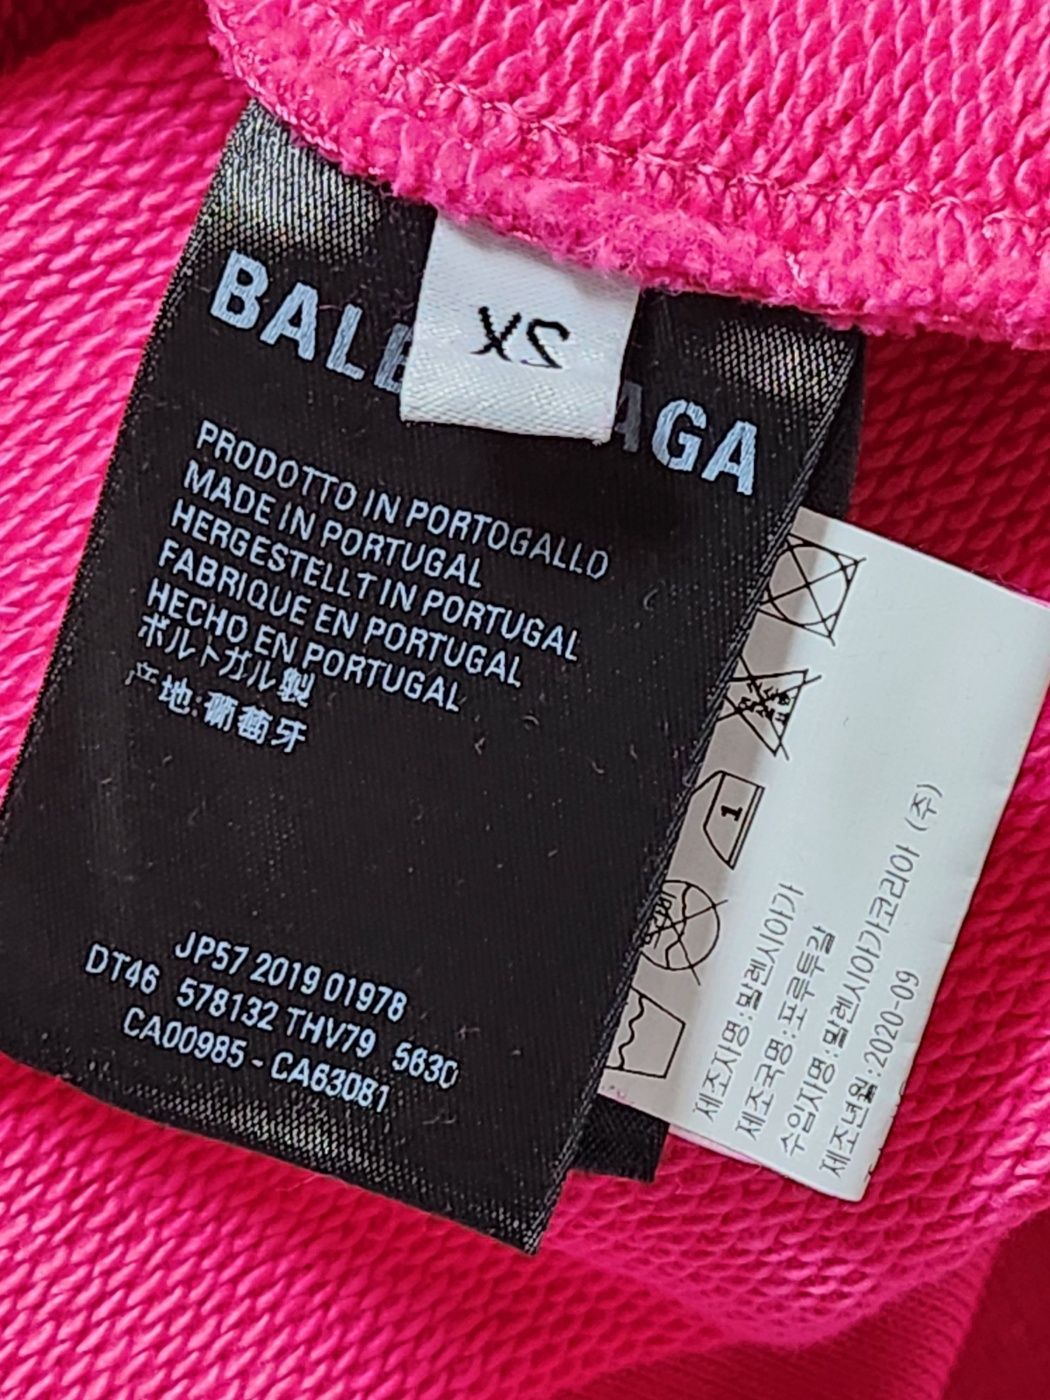 BALE AGA
XS
PRODOTTO IN PORTOGALLO
MADE IN PORTUGAL
HERGESTELLT IN PORTUGAL
FABRIQUE EN PORTUGAL
HECHO EN PORTUGAL
ポルトガル製
产地:葡萄牙
JP57 2019 01978
DT46 578132 THV79 5630
CA00985 - CA63081
1
제조자명:발렌시아가
제조국명:포르투갈
수입자명:발렌시아가코리아 (주)
제조년월:2020-09